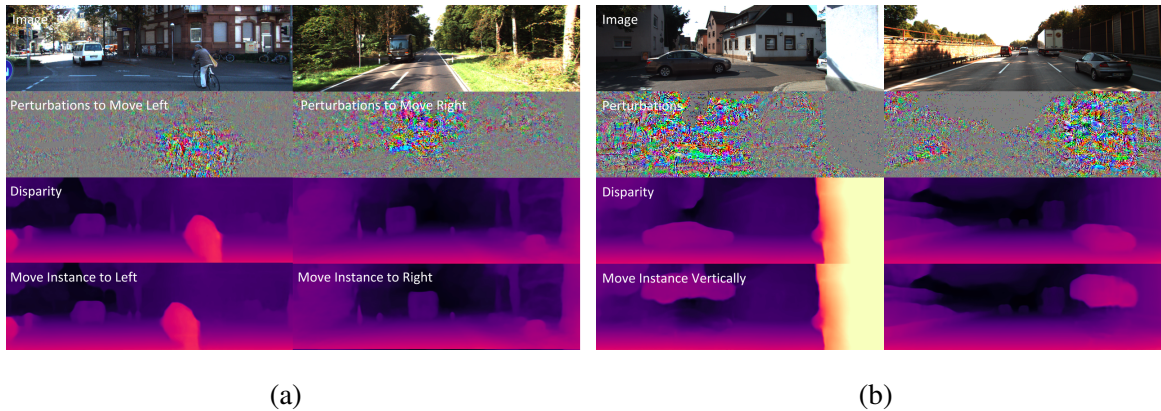 Image
Perturbations to Move Left
Perturbations to Move Right
Disparity
Move Instance to Left
Move Instance to Right
(a)
Image
Perturbations
Disparity
Move Instance Vertically
(b)